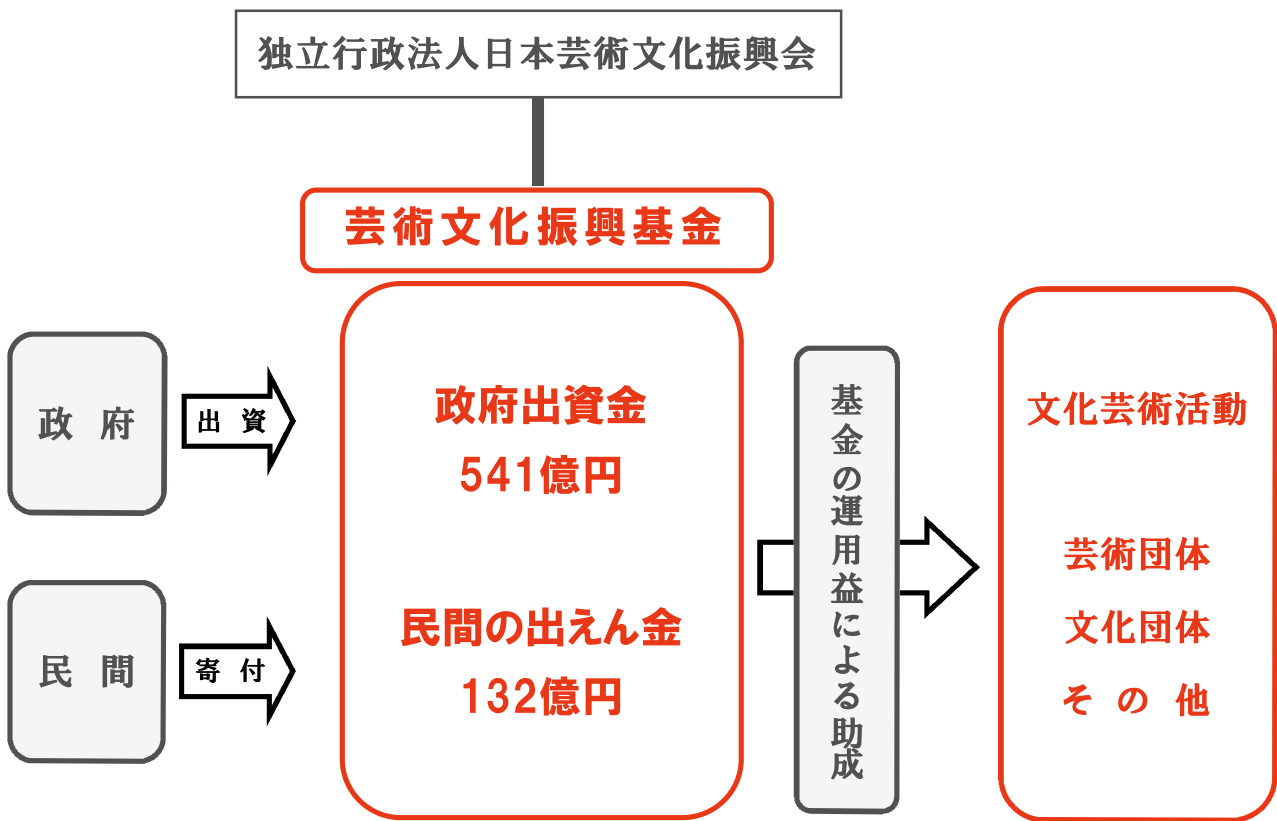 独立行政法人日本芸術文化振興会
芸術文化振興基金
政府
出資
政府出資金
541億円
民間
寄付
民間の出えん金
132億円
基金の運用益による助成
文化芸術活動
芸術団体
文化団体
その他